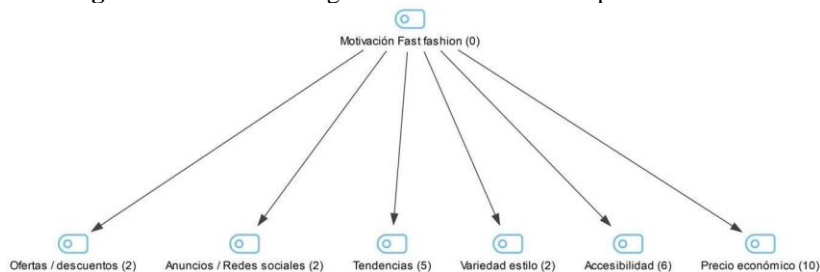 Motivación Fast fashion (0)
Ofertas / descuentos (2) Anuncios / Redes sociales (2) Tendencias (5) Variedad estilo (2) Accesibilidad (6) Precio económico (10)